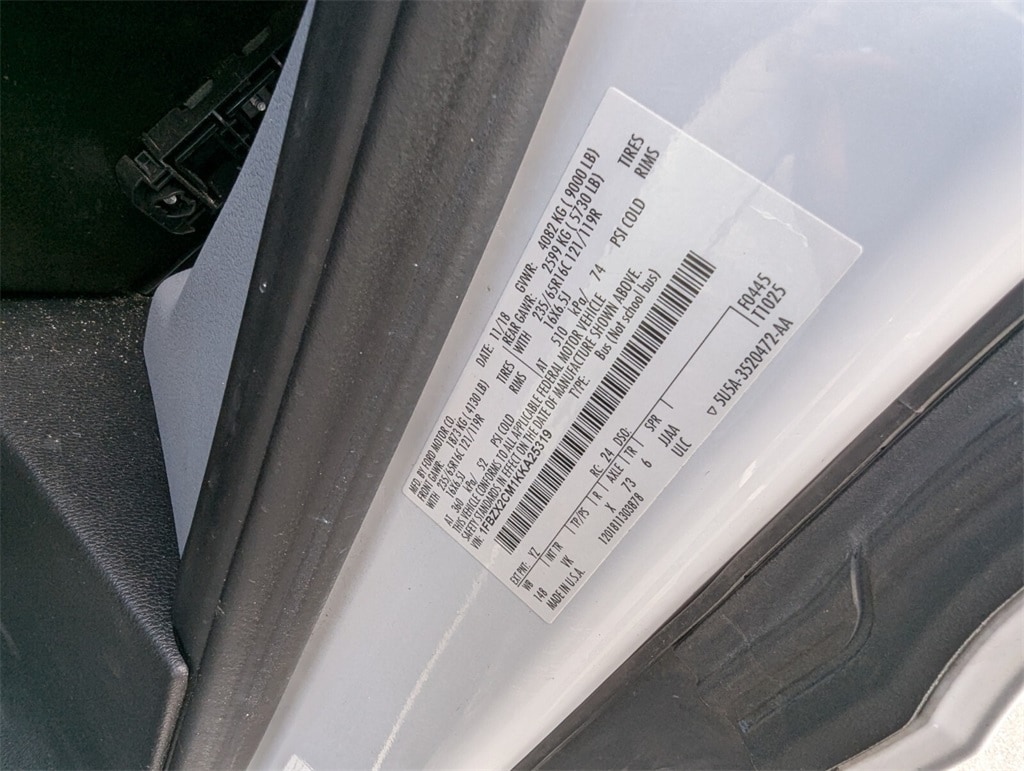 MFD. BY FORD MOTOR CO.
DATE: 11/18 GVWR: 4082 KG ( 9000 LB)
FRONT GAWR: 1873 KG ( 4130 LB) REAR GAWR: 2599 KG (5730 LB)
WITH 235/65R16C 121/119R TIRES WITH 235/65R16C 121/119R TIRES
16X6.5J RIMS 16X6.5J RIMS
AT 360 kPa/ 52 PSI COLD AT 510 kPa/ 74 PSI COLD
THIS VEHICLE CONFORMS TO ALL APPLICABLE FEDERAL MOTOR VEHICLE
SAFETY STANDARDS IN EFFECT ON THE DATE OF MANUFACTURE SHOWN ABOVE.
VIN: 1FBZX2CM1KKA25319 TYPE: Bus (Not school bus)
EXT PNT: YZ RC: 24 DSO: F0445
WB INT TR TP/PS R AXLE TR SPR TT025
148 VK X 73 6 JJAA
MADE IN U.S.A. 120181303878 ULC ▽ 5U5A-3520472-AA